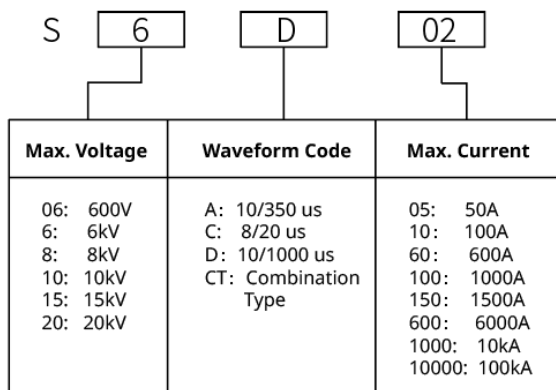 S 6 D 02
Max. Voltage Waveform Code Max. Current
06: 600V A: 10/350 us 05: 50A
6: 6kV C: 8/20 us 10: 100A
8: 8kV D: 10/1000 us 60: 600A
10: 10kV CT: Combination 100: 1000A
15: 15kV Type 150: 1500A
20: 20kV 600: 6000A
1000: 10kA
10000: 100kA